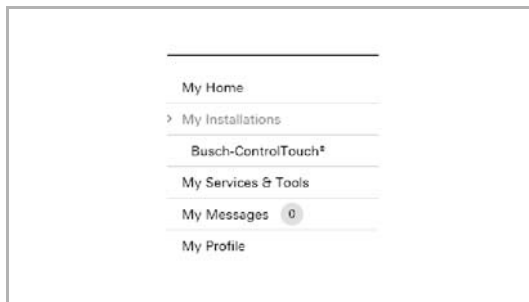 My Home
My Installations
Busch-ControlTouch®
My Services & Tools
My Messages 0
My Profile